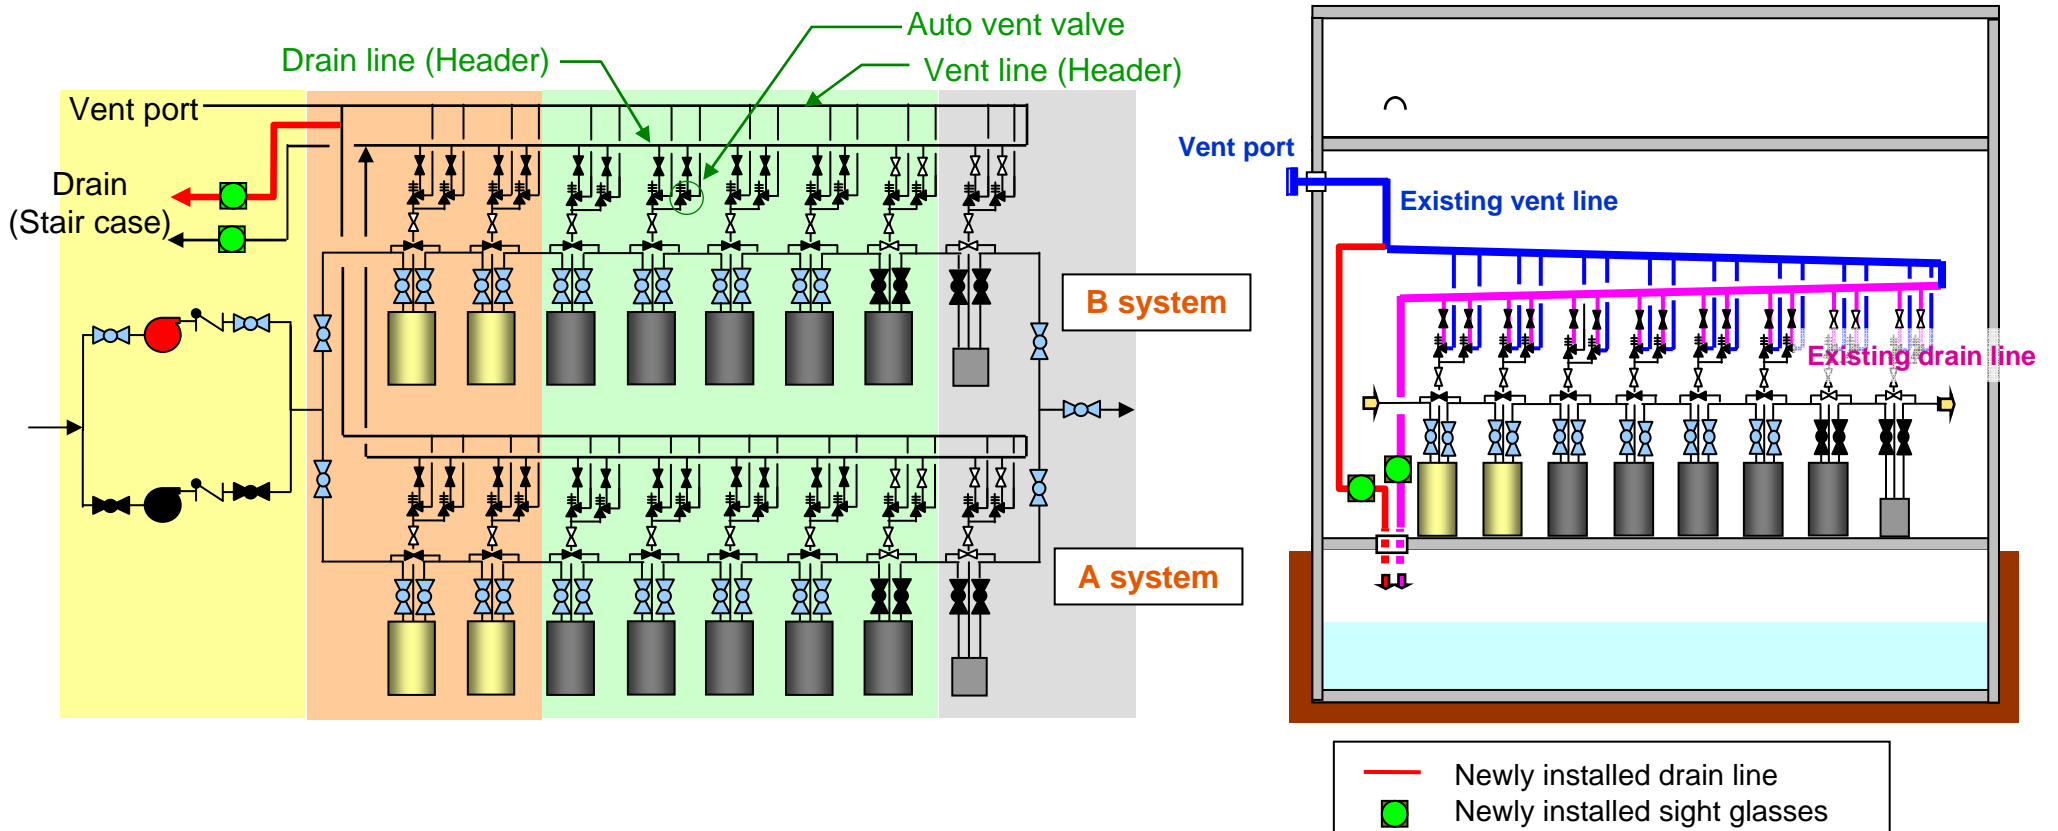 Auto vent valve
Drain line (Header)
Vent line (Header)
Vent port
Drain
(Stair case)
B system
A system
Vent port
Existing vent line
Existing drain line
Newly installed drain line
Newly installed sight glasses